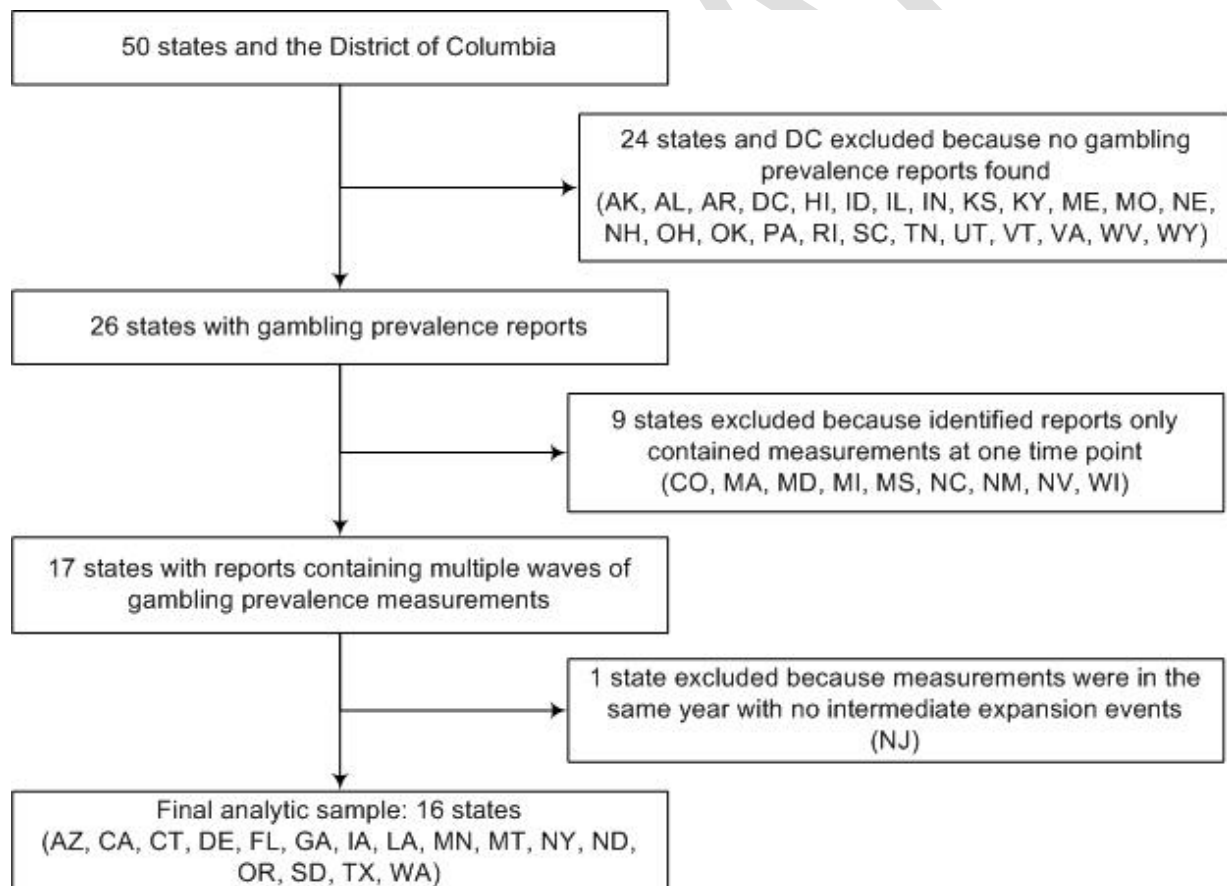 50 states and the District of Columbia
24 states and DC excluded because no gambling
prevalence reports found
(AK, AL, AR, DC, HI, ID, IL, IN, KS, KY, ME, MO, NE,
NH, OH, OK, PA, RI, SC, TN, UT, VT, VA, WV, WY)
26 states with gambling prevalence reports
9 states excluded because identified reports only
contained measurements at one time point
(CO, MA, MD, MI, MS, NC, NM, NV, WI)
17 states with reports containing multiple waves of
gambling prevalence measurements
1 state excluded because measurements were in the
same year with no intermediate expansion events
(NJ)
Final analytic sample: 16 states
(AZ, CA, CT, DE, FL, GA, IA, LA, MN, MT, NY, ND,
OR, SD, TX, WA)